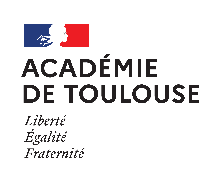 ACADÉMIE
DE TOULOUSE
Liberté
Égalité
Fraternité